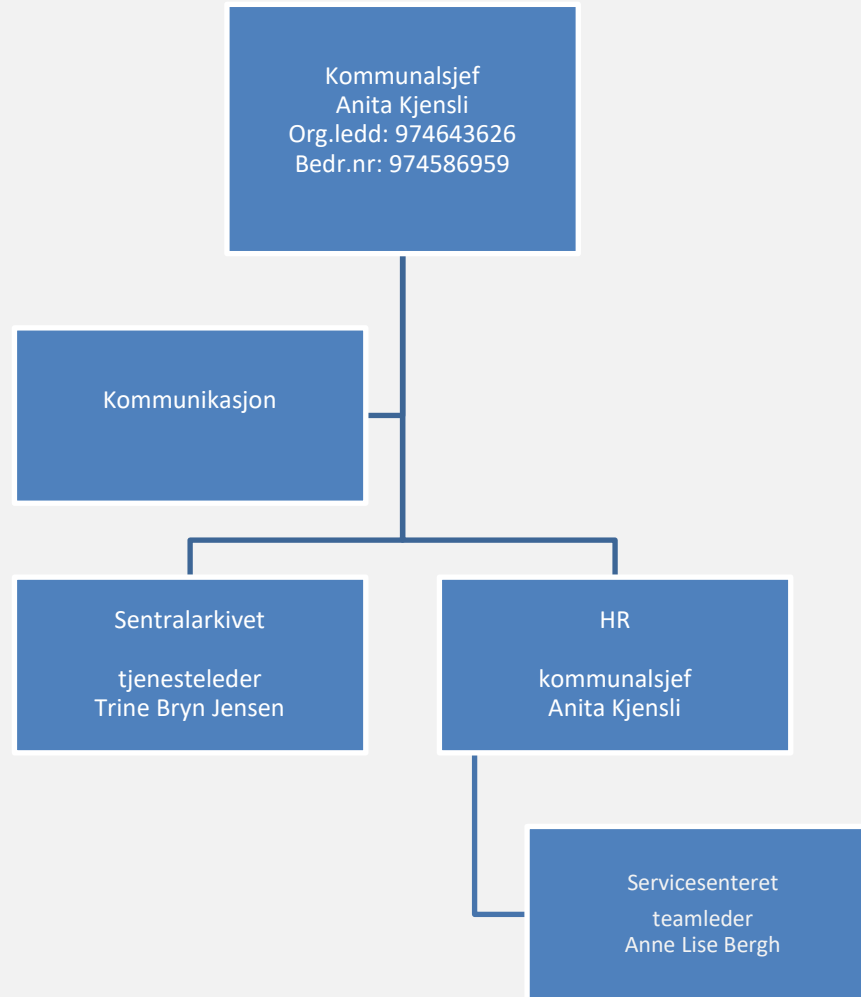 Kommunalsjef
Anita Kjensli
Org.ledd: 974643626
Bedr.nr: 974586959
Kommunikasjon
Sentralarkivet
tjenesteleder
Trine Bryn Jensen
HR
kommunalsjef
Anita Kjensli
Servicesenteret
teamleder
Anne Lise Bergh